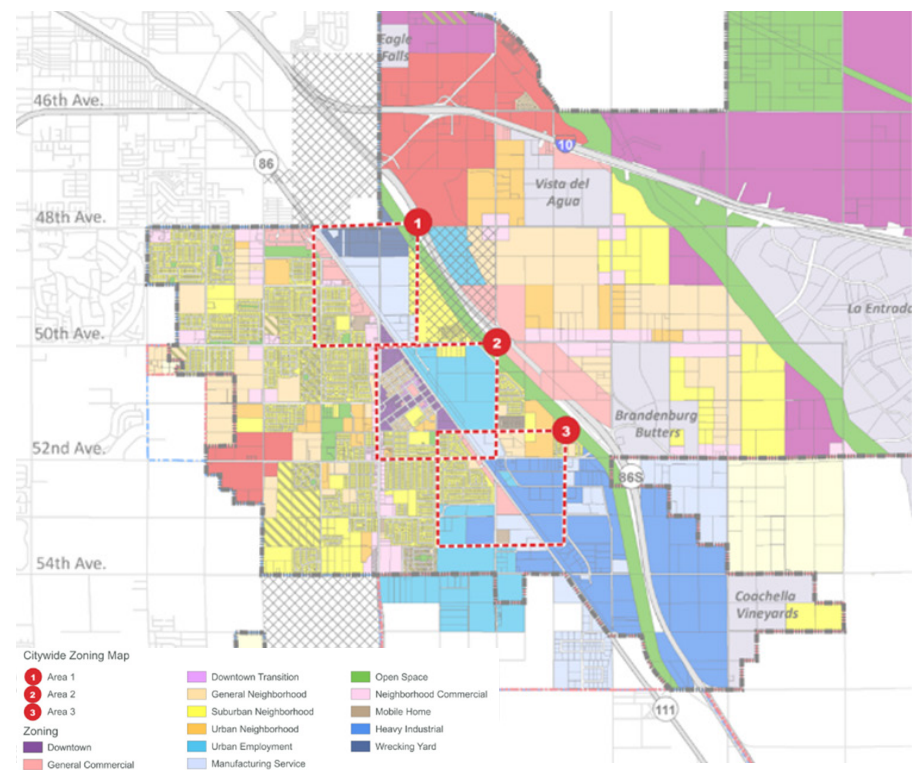 Eagle
Falls
46th Ave.
10
86
Vista del
Agua
48th Ave.
1
La Entrada
50th Ave.
2
Brandenburg
Butters
3
52nd Ave.
86S
54th Ave.
Coachella
Vineyards
111
Citywide Zoning Map
1 Area 1
2 Area 2
3 Area 3
Zoning
Downtown
General Commercial
Downtown Transition
General Neighborhood
Suburban Neighborhood
Urban Neighborhood
Urban Employment
Manufacturing Service
Open Space
Neighborhood Commercial
Mobile Home
Heavy Industrial
Wrecking Yard